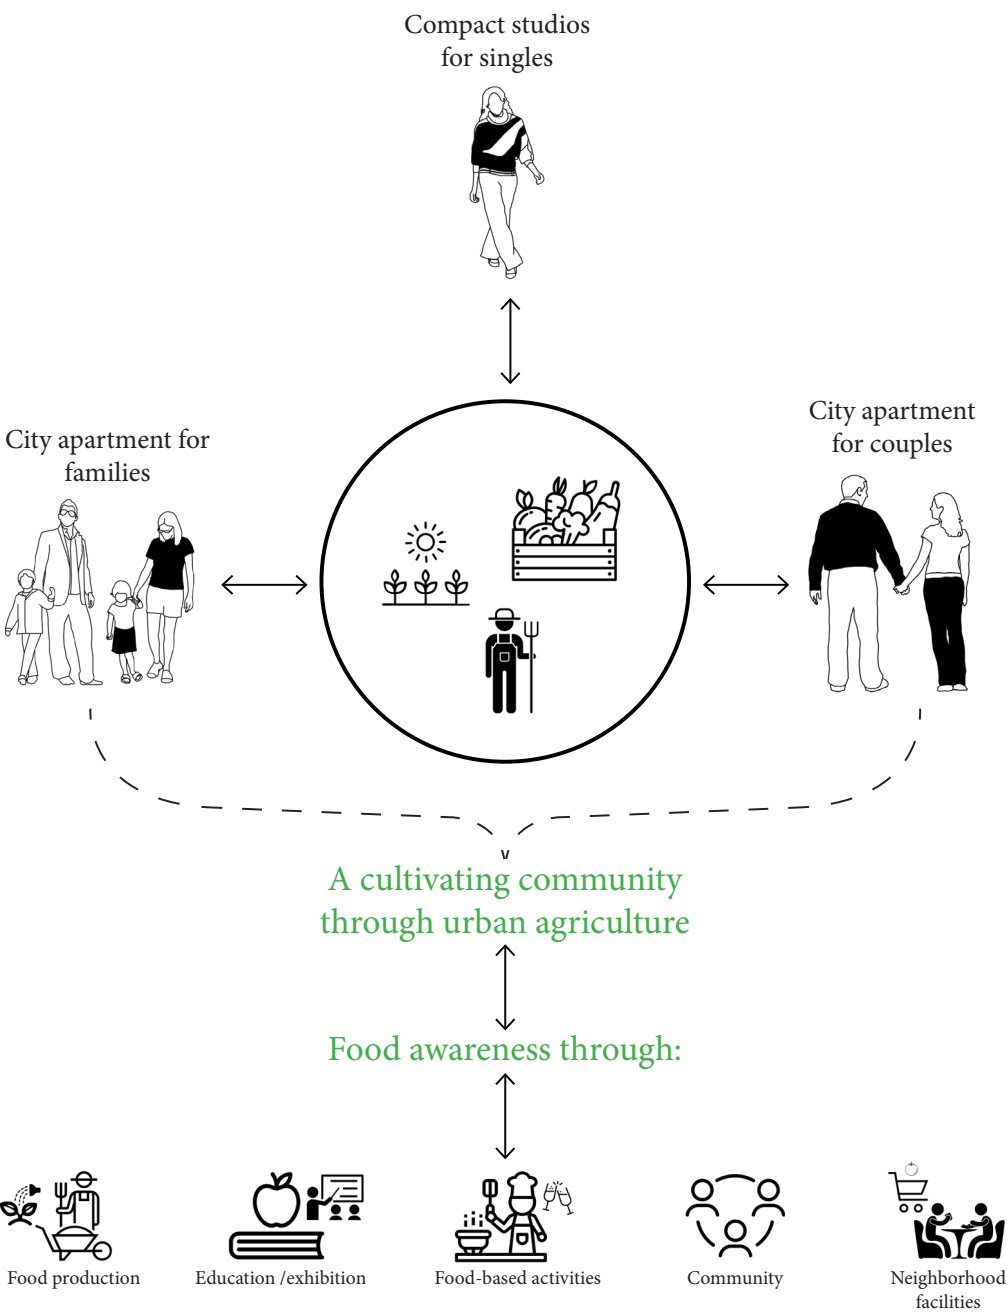 Compact studios
for singles
City apartment for
families
City apartment
for couples
A cultivating community
through urban agriculture
Food awareness through:
Food production
Education /exhibition
Food-based activities
Community
Neighborhood
facilities